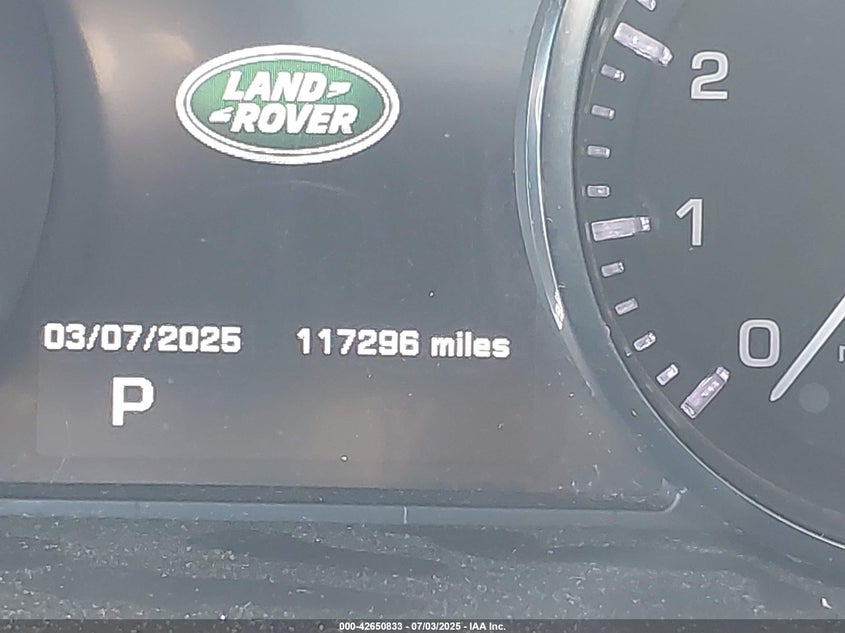 LAND
ROVER
2
1
0
03/07/2025 117296 miles
P
000-42650833 - 07/03/2025 - IAA Inc.